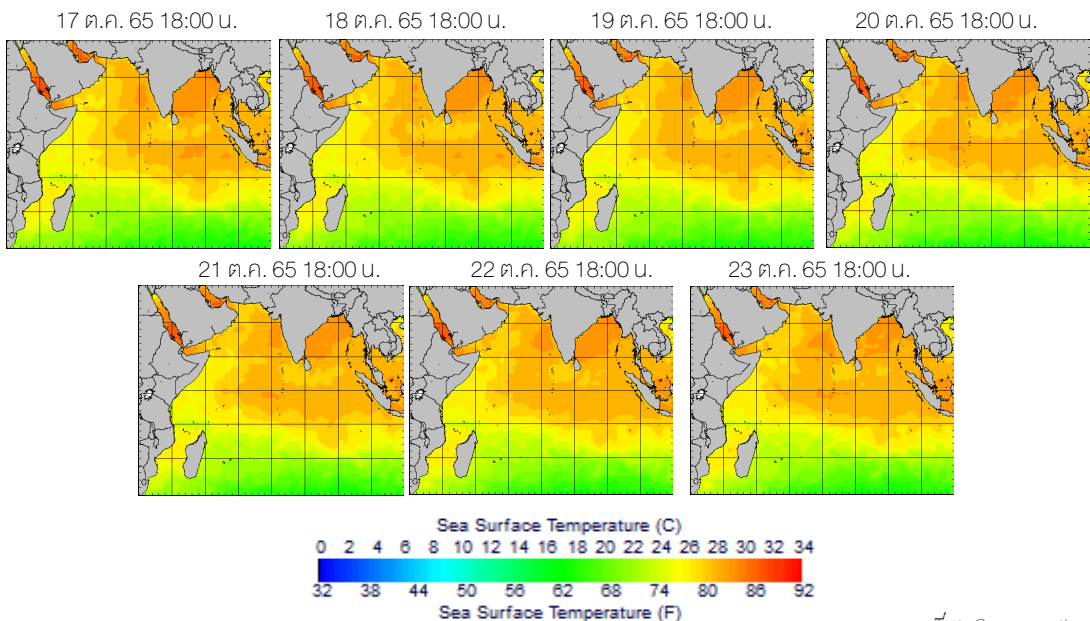 17 ต.ค. 65 18:00 น.
18 ต.ค. 65 18:00 น.
19 ต.ค. 65 18:00 น.
20 ต.ค. 65 18:00 น.
21 ต.ค. 65 18:00 น.
22 ต.ค. 65 18:00 น.
23 ต.ค. 65 18:00 น.
Sea Surface Temperature (C)
0 2 4 6 8 10 12 14 16 18 20 22 24 26 28 30 32 34
32 38 44 50 56 62 68 74 80 86 92
Sea Surface Temperature (F)